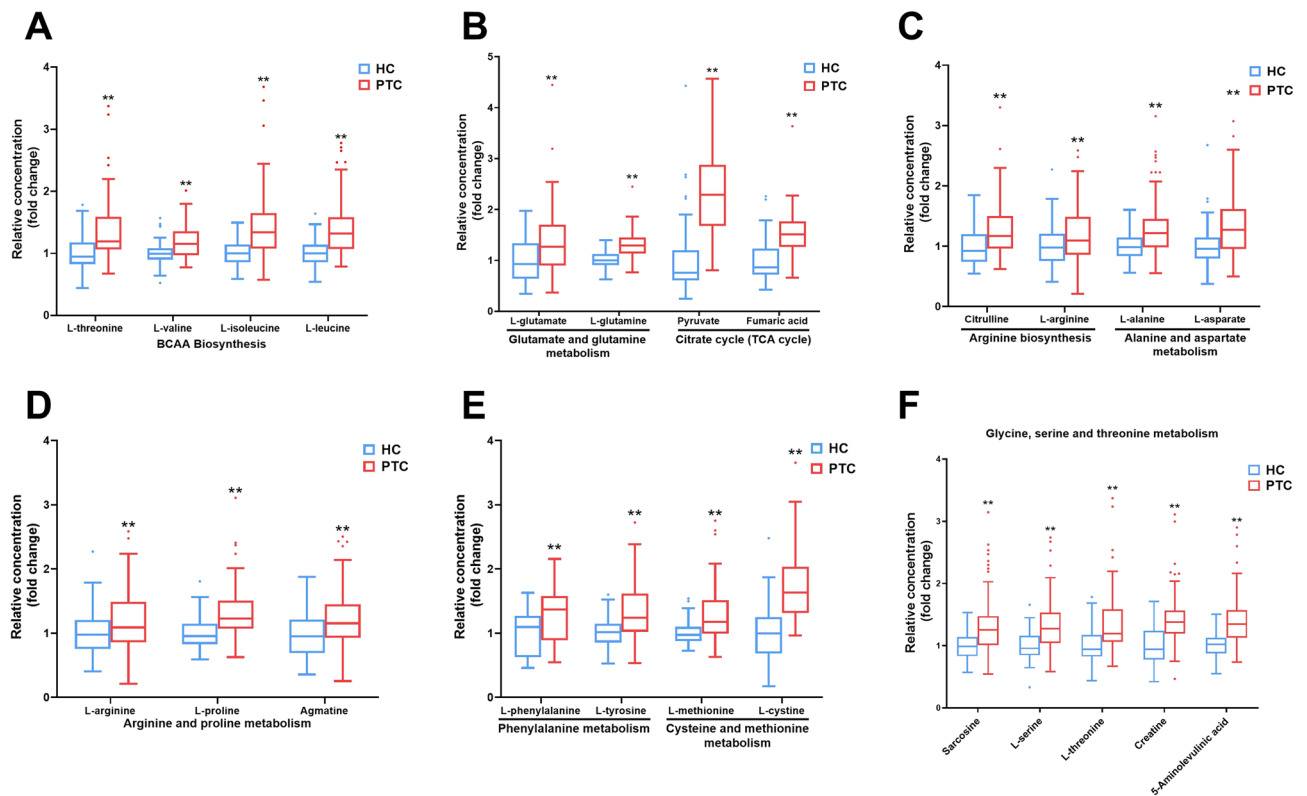 A
HC
PTC
Relative concentration
(fold change)
4
3
2
1
0
**
**
**
**
L-threonine L-valine L-isoleucine L-leucine
BCAA Biosynthesis
B
HC
PTC
Relative concentration
(fold change)
5
4
3
2
1
0
**
**
**
**
L-glutamate L-glutamine Pyruvate Fumaric acid
Glutamate and glutamine
metabolism
Citrate cycle (TCA cycle)
C
HC
PTC
Relative concentration
(fold change)
4
3
2
1
0
**
**
**
**
Citrulline L-arginine L-alanine L-asparate
Arginine biosynthesis
Alanine and aspartate
metabolism
D
HC
PTC
Relative concentration
(fold change)
4
3
2
1
0
**
**
**
L-arginine L-proline Agmatine
Arginine and proline metabolism
E
HC
PTC
Relative concentration
(fold change)
4
3
2
1
0
**
**
**
**
L-phenylalanine L-tyrosine L-methionine L-cystine
Phenylalanine metabolism
Cysteine and methionine
metabolism
F
Glycine, serine and threonine metabolism
HC
PTC
Relative concentration
(fold change)
4
3
2
1
0
**
**
**
**
**
Sarcosine
L-serine
L-threonine
Creatine
5-Aminolevulinic acid